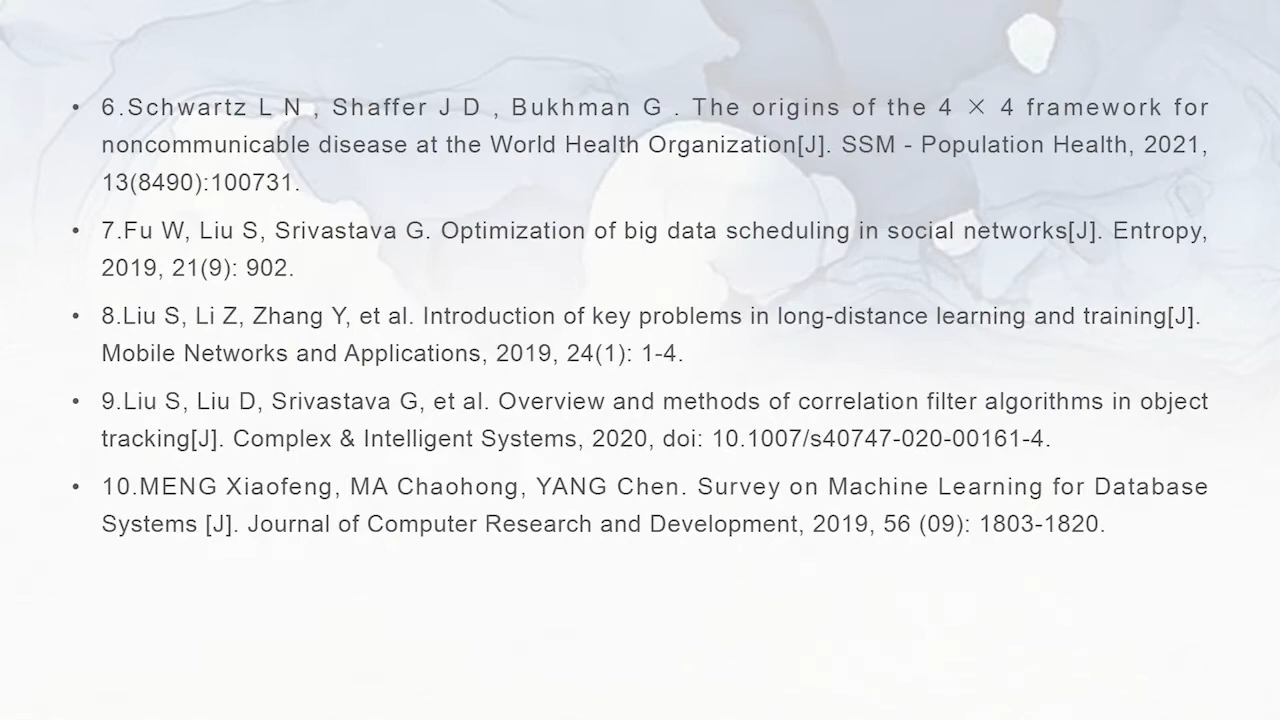 • 6.Schwartz L N , Shaffer J D , Bukhman G . The origins of the 4 × 4 framework for
noncommunicable disease at the World Health Organization[J]. SSM - Population Health, 2021,
13(8490):100731.
• 7.Fu W, Liu S, Srivastava G. Optimization of big data scheduling in social networks[J]. Entropy,
2019, 21(9): 902.
• 8.Liu S, Li Z, Zhang Y, et al. Introduction of key problems in long-distance learning and training[J].
Mobile Networks and Applications, 2019, 24(1): 1-4.
• 9.Liu S, Liu D, Srivastava G, et al. Overview and methods of correlation filter algorithms in object
tracking[J]. Complex & Intelligent Systems, 2020, doi: 10.1007/s40747-020-00161-4.
• 10.MENG Xiaofeng, MA Chaohong, YANG Chen. Survey on Machine Learning for Database
Systems [J]. Journal of Computer Research and Development, 2019, 56 (09): 1803-1820.